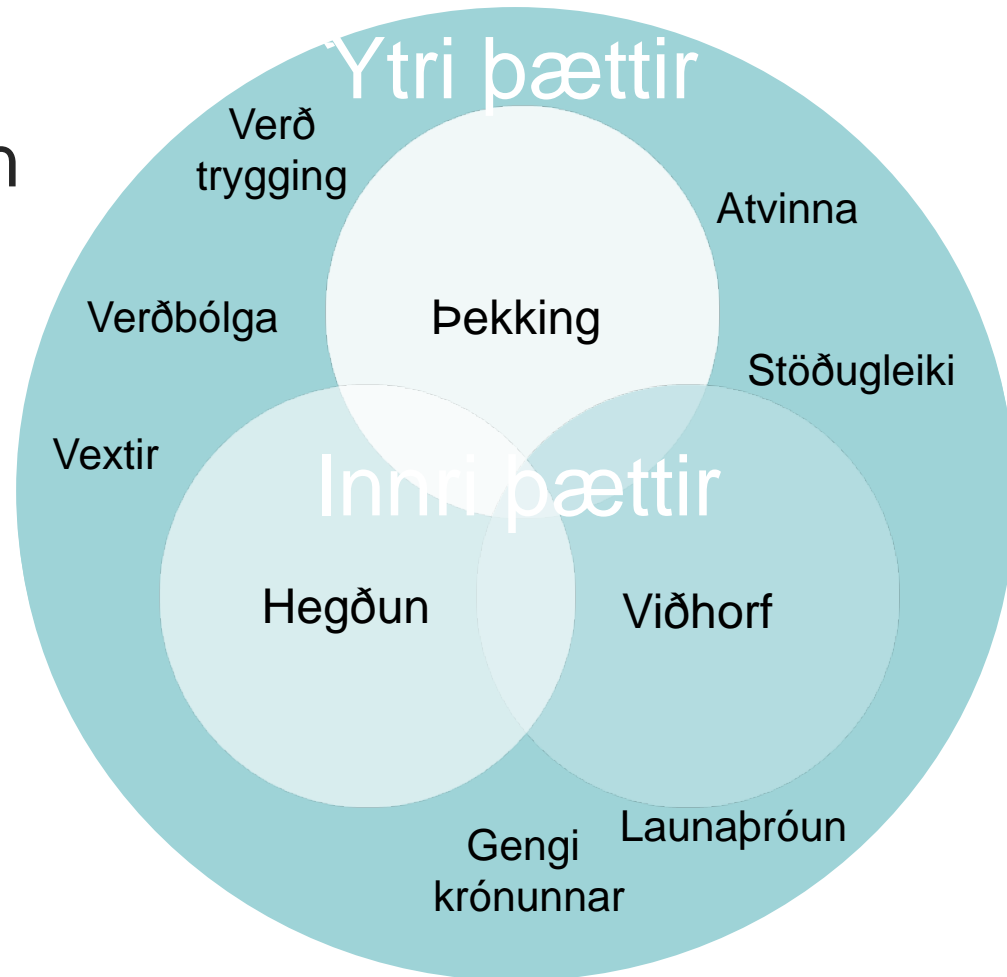 Ytri þættir
Verð
trygging
Atvinna
Verðbólga
Þekking
Stöðugleiki
Vextir
Innri þættir
Hegðun
Viðhorf
Launaþróun
Gengi
krónunnar